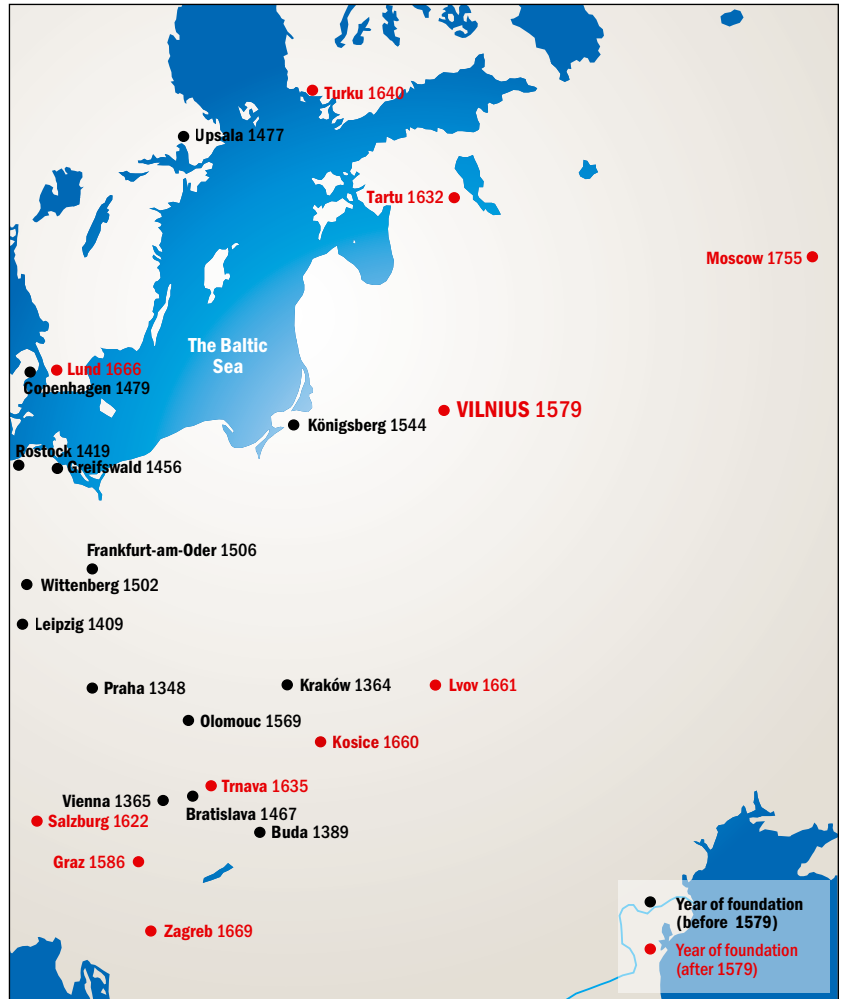 Turku 1640
Upsala 1477
Tartu 1632
Moscow 1755
The Baltic
Sea
Lund 1666
Copenhagen 1479
VILNIUS 1579
Königsberg 1544
Rostock 1419
Greifswald 1456
Frankfurt-am-Oder 1506
Wittenberg 1502
Leipzig 1409
Praha 1348
Kraków 1364
Lvov 1661
Olomouc 1569
Kosice 1660
Trnava 1635
Vienna 1365
Bratislava 1467
Salzburg 1622
Buda 1389
Graz 1586
Zagreb 1669
Year of foundation
(before 1579)
Year of foundation
(after 1579)